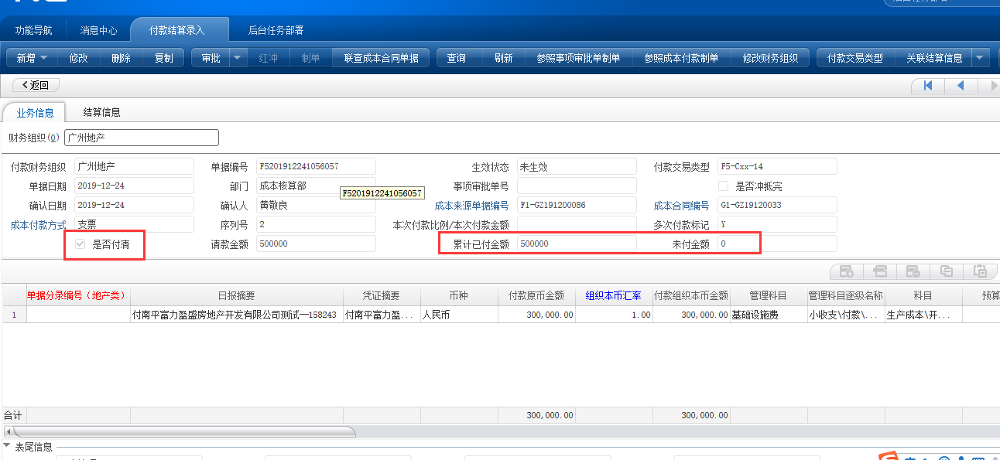 功能导航 消息中心 付款结算录入 后台任务部署
新增 修改 删除 复制 审批 红冲 制单 联查成本合同单据 查询 刷新 参照事项审批单制单 参照成本付款制单 修改财务组织 付款交易类型 关联结算信息
返回
业务信息 结算信息
财务组织(O) 广州地产
付款财务组织 广州地产 单据编号 F5201912241056057 生效状态 未生效 付款交易类型 F5-Cxx-14
单据日期 2019-12-24 部门 成本核算部 事项审批单号 是否冲抵完
F5201912241056057
确认日期 2019-12-24 确认人 黄敬良 成本来源单据编号 F1-GZ191200086 成本合同编号 G1-GZ19120033
成本付款方式 支票 序列号 2 本次付款比例/本次付款金额 多次付款标记 Y
是否付清 请款金额 500000 累计已付金额 500000 未付金额 0
单据分录编号（地产类） 日报摘要 凭证摘要 币种 付款原币金额 组织本币汇率 付款组织本币金额 管理科目 管理科目逐级名称 科目 预算
1 付南平富力盈盛房地产开发有限公司测试一158243 付南平富力盈... 人民币 300,000.00 1.00 300,000.00 基础设施费 小收支\付款\... 生产成本\开...
合计 300,000.00 300,000.00
表尾信息